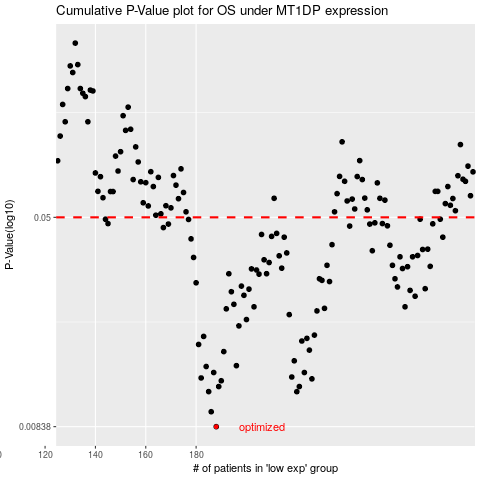 Cumulative P-Value plot for OS under MT1DP expression
P-Value(log10)
0.05
0.00838
optimized
0 120 140 160 180
# of patients in 'low exp' group